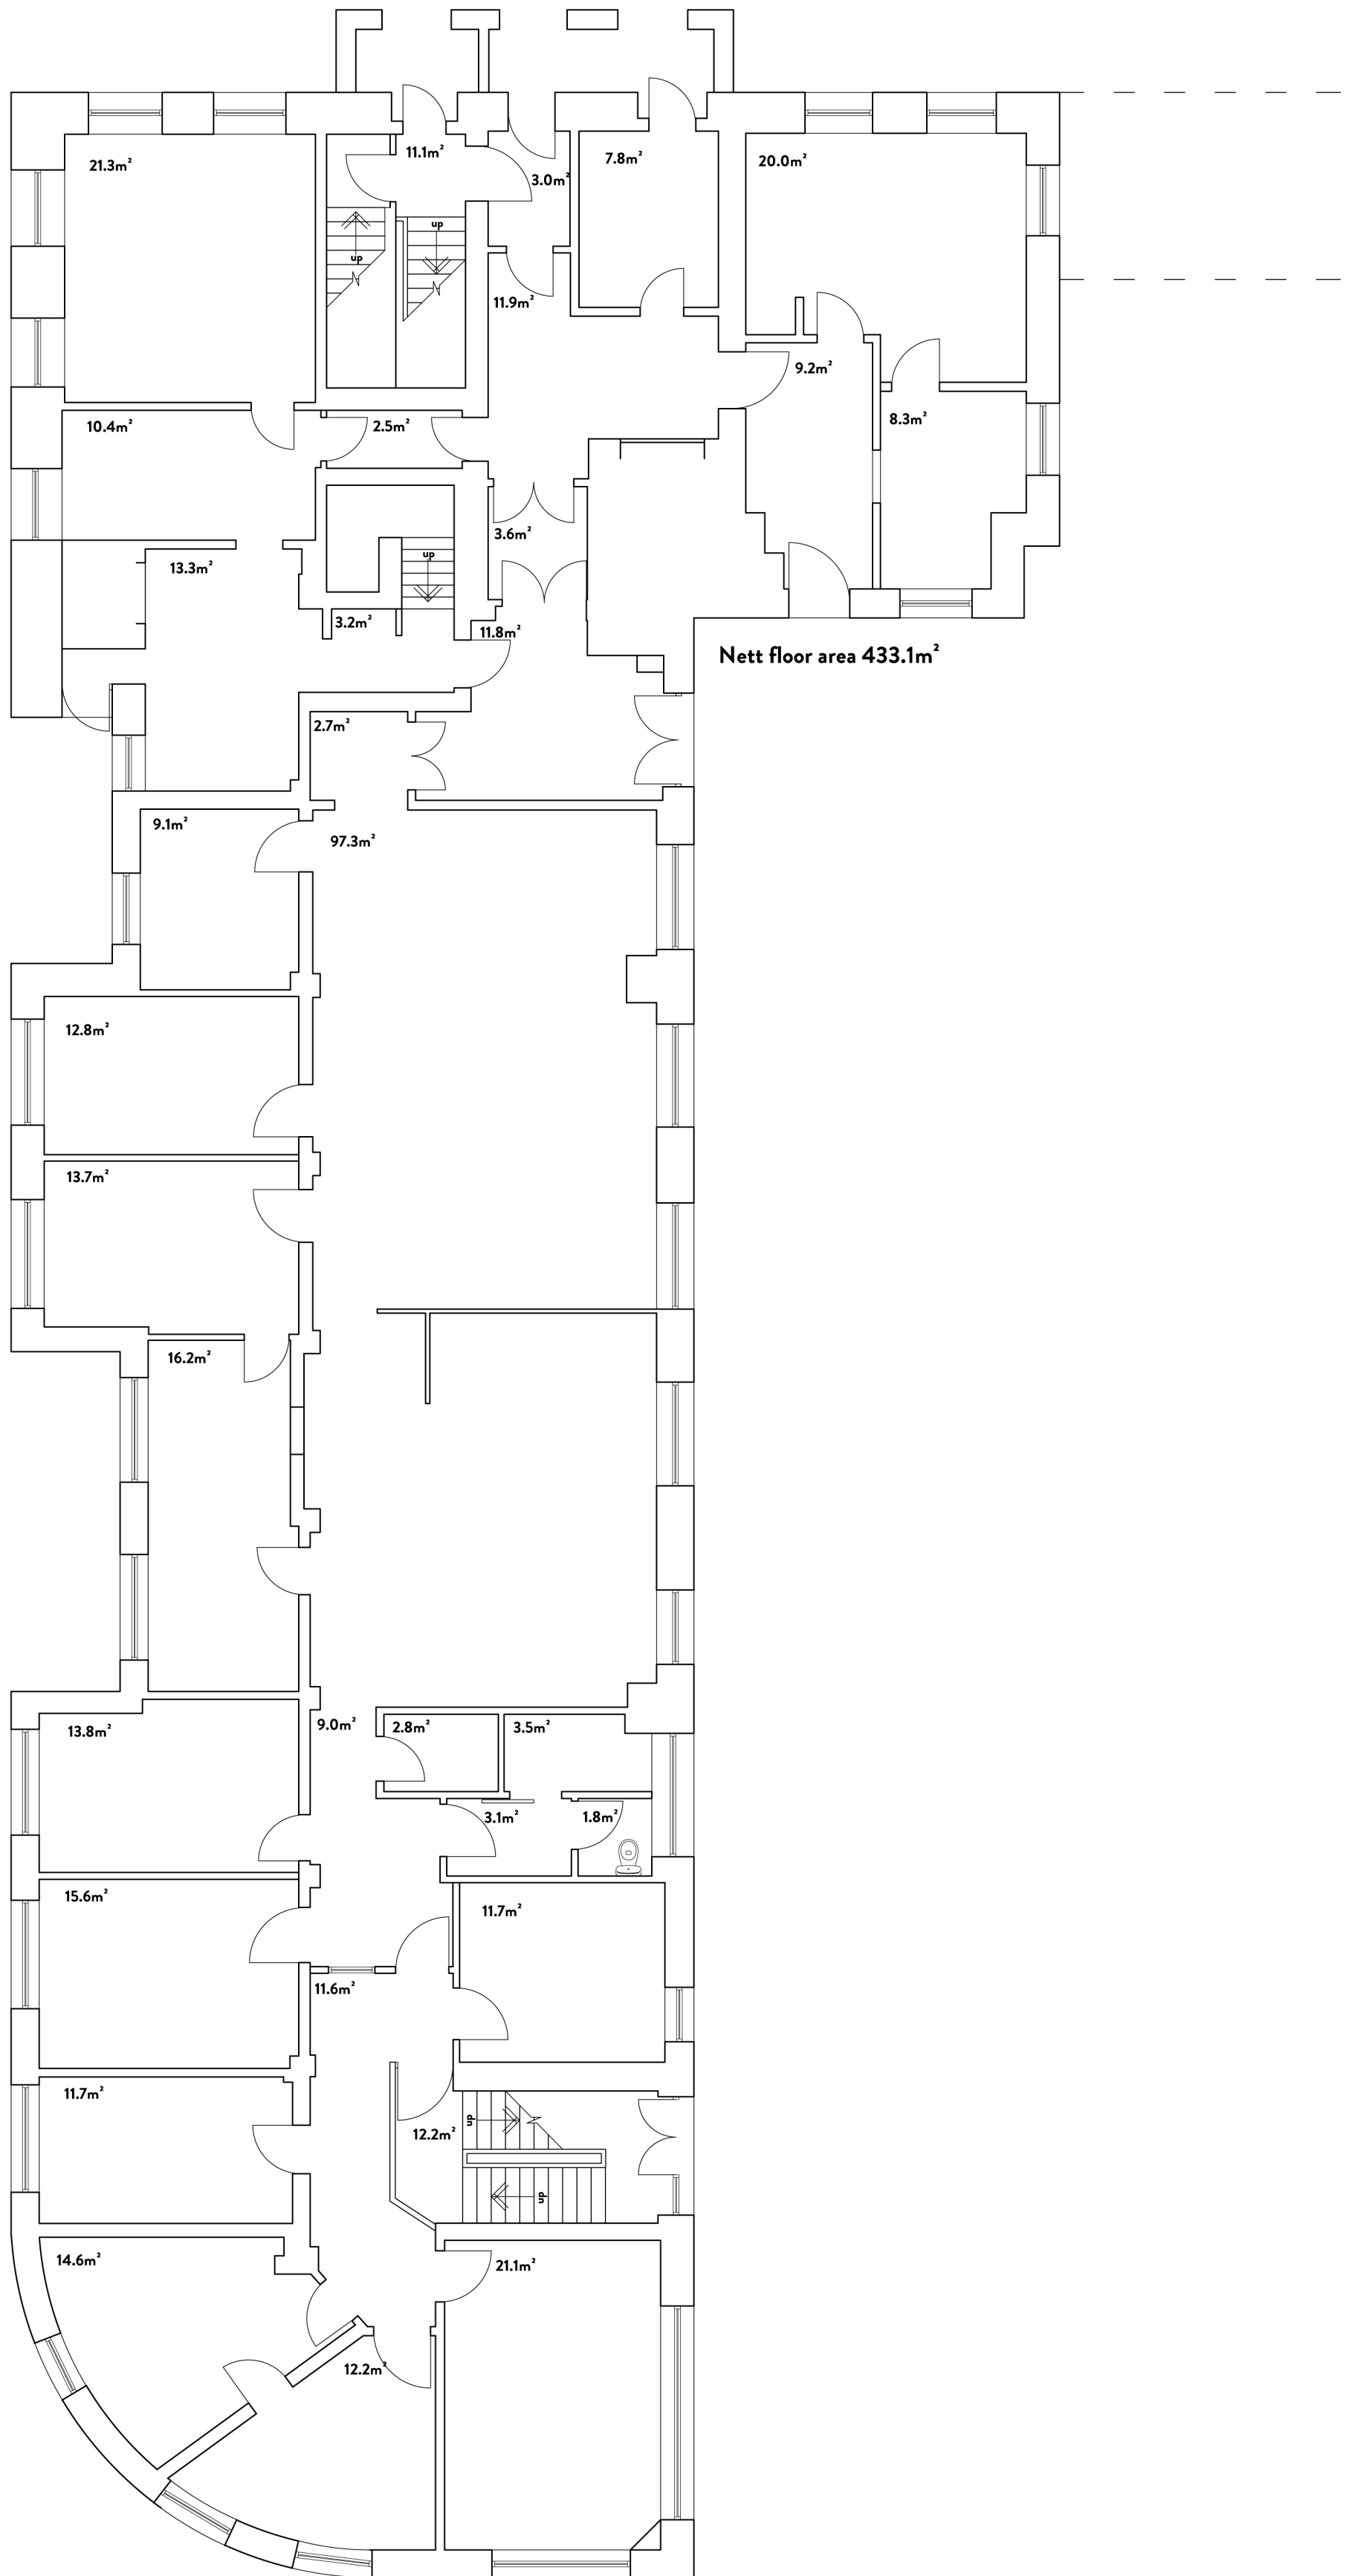 11.1m²
7.8m²
20.0m²
21.3m²
3.0m²
up
up
11.9m²
9.2m²
8.3m²
10.4m²
2.5m²
3.6m²
up
13.3m²
3.2m²
11.8m²
Nett floor area 433.1m²
2.7m²
9.1m²
97.3m²
12.8m²
13.7m²
16.2m²
13.8m²
9.0m²
2.8m²
3.5m²
3.1m²
1.8m²
15.6m²
11.7m²
11.6m²
11.7m²
up
12.2m²
up
14.6m²
21.1m²
12.2m²